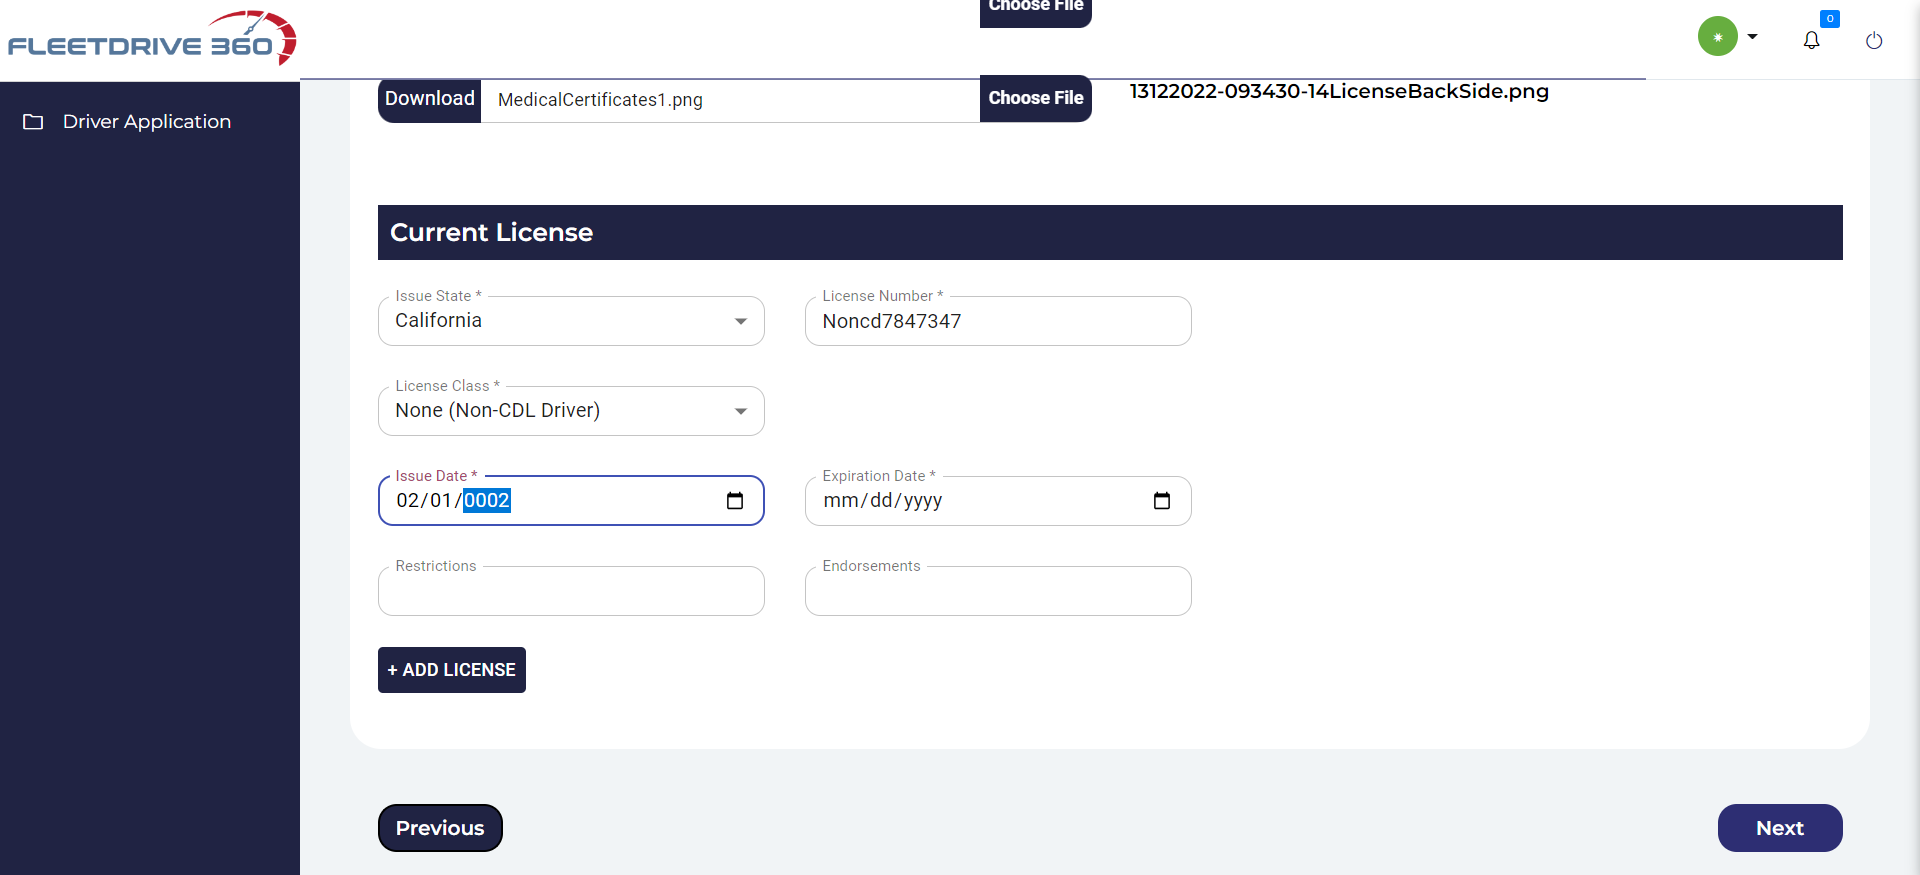 FLEETDRIVE 360
Choose File
0
Driver Application
Download MedicalCertificates1.png Choose File 13122022-093430-14LicenseBackSide.png
Current License
Issue State * License Number *
California Noncd7847347
License Class *
None (Non-CDL Driver)
Issue Date * Expiration Date *
02/01/0002 mm/dd/yyyy
Restrictions Endorsements
+ ADD LICENSE
Previous Next